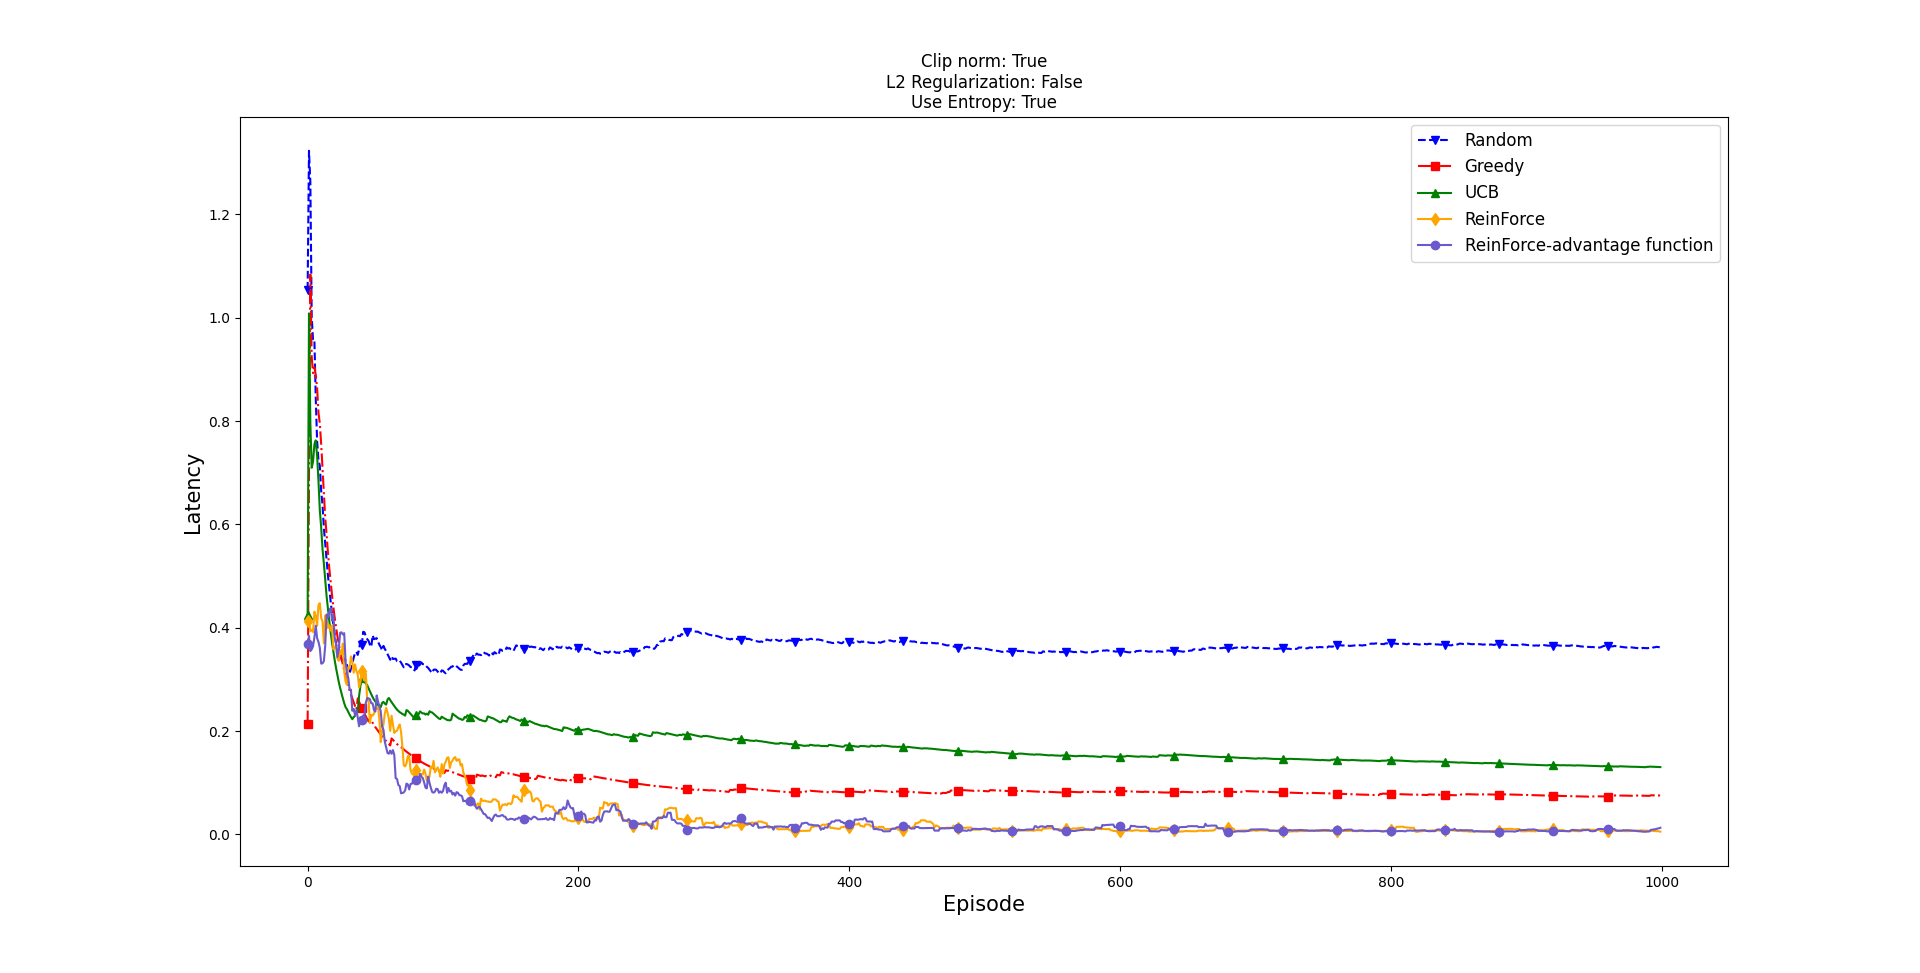 Clip norm: True
L2 Regularization: False
Use Entropy: True
Random
Greedy
UCB
ReinForce
ReinForce-advantage function
Latency
1.2
1.0
0.8
0.6
0.4
0.2
0.0
0 200 400 600 800 1000
Episode